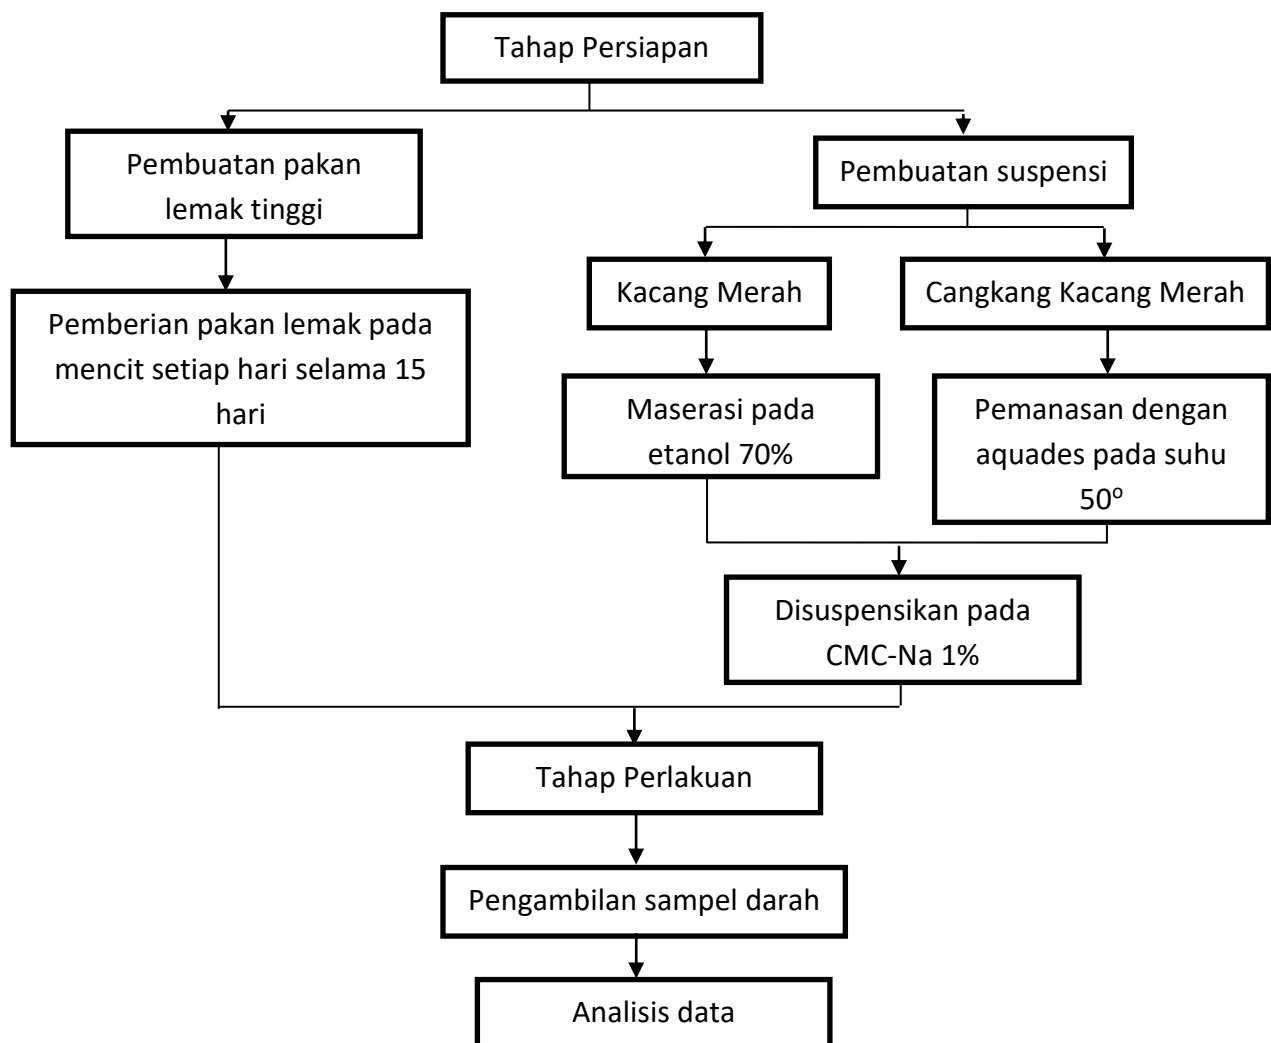 Tahap Persiapan
Pembuatan pakan
lemak tinggi
Pembuatan suspensi
Kacang Merah
Cangkang Kacang Merah
Pemberian pakan lemak pada
mencit setiap hari selama 15
hari
Maserasi pada
etanol 70%
Pemanasan dengan
aquades pada suhu
50º
Disuspensikan pada
CMC-Na 1%
Tahap Perlakuan
Pengambilan sampel darah
Analisis data